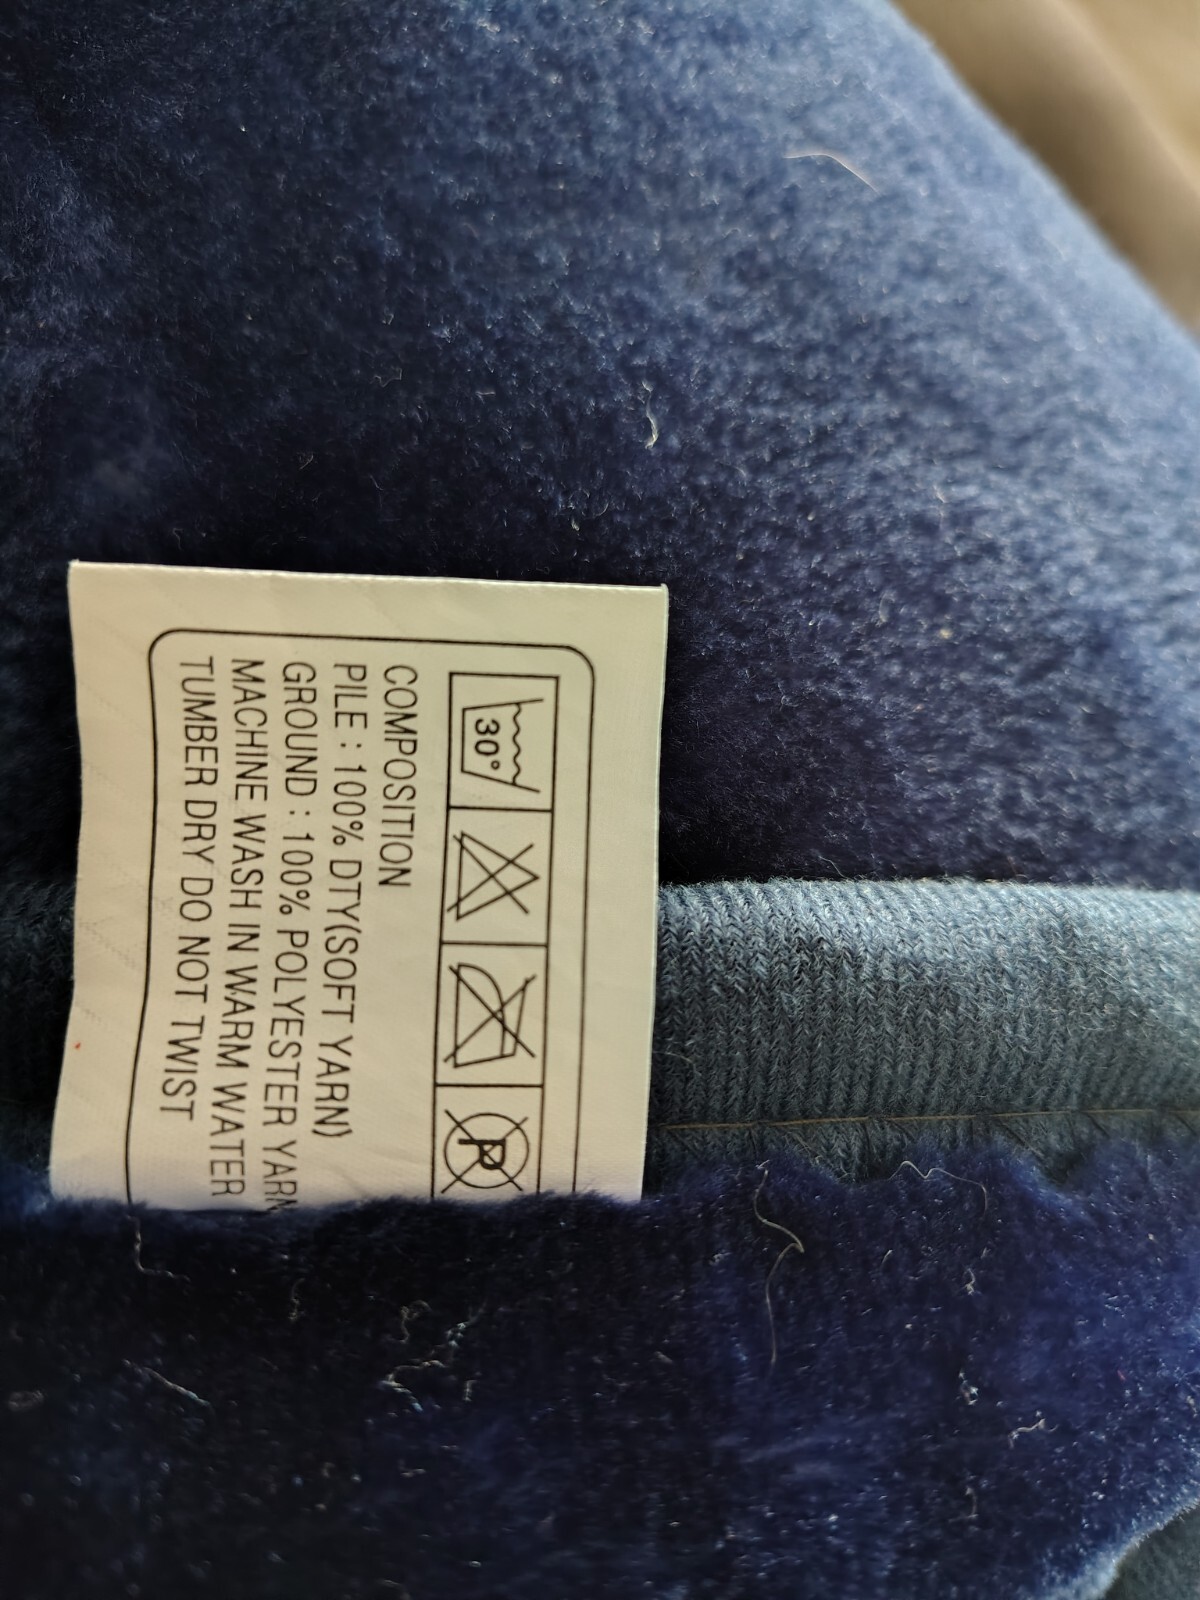 30°
P
COMPOSITION
PILE : 100% DTY(SOFT YARN)
GROUND : 100% POLYESTER YARN
MACHINE WASH IN WARM WATER
TUMBER DRY DO NOT TWIST